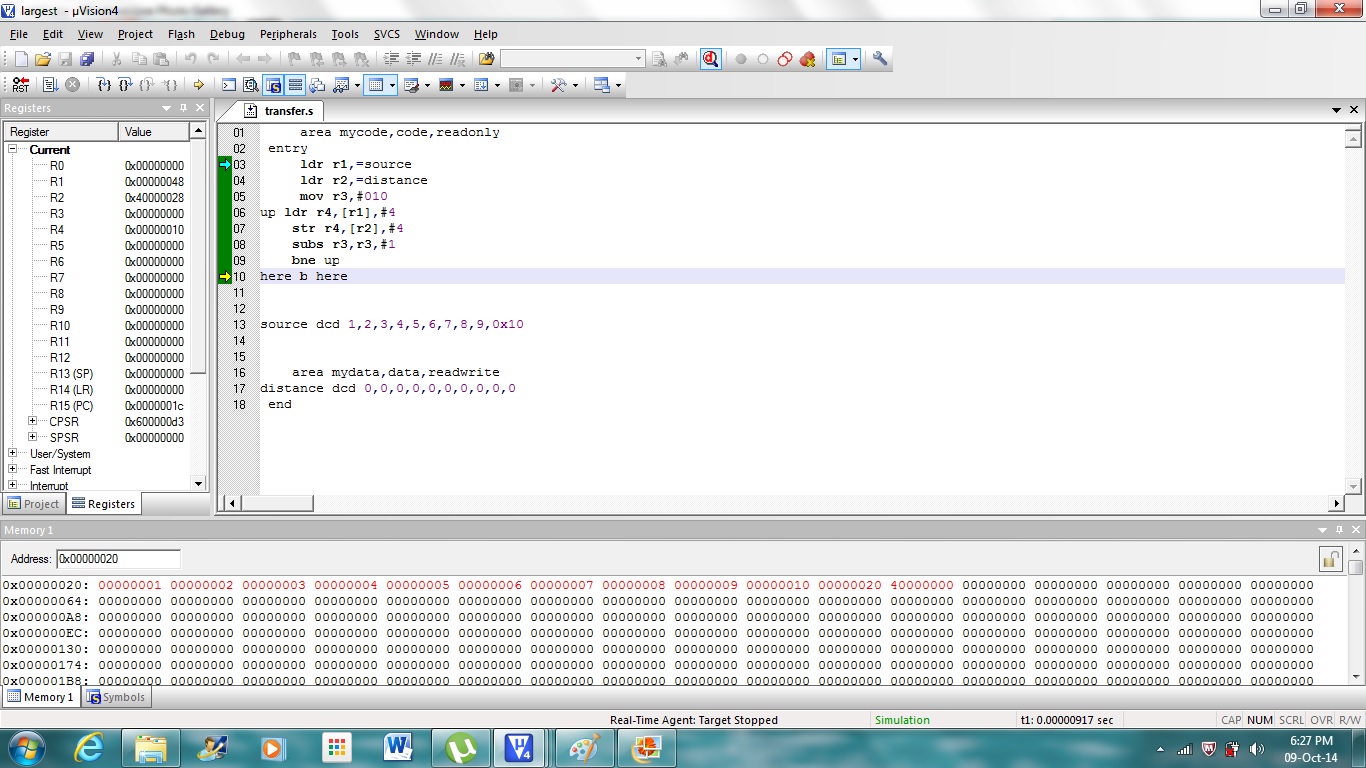 largest - µVision4
File Edit View Project Flash Debug Peripherals Tools SVCS Window Help
RST
Registers
transfer.s
Register Value
Current
R0 0x00000000
R1 0x00000048
R2 0x40000028
R3 0x00000000
R4 0x00000010
R5 0x00000000
R6 0x00000000
R7 0x00000000
R8 0x00000000
R9 0x00000000
R10 0x00000000
R11 0x00000000
R12 0x00000000
R13 (SP) 0x00000000
R14 (LR) 0x00000000
R15 (PC) 0x0000001c
CPSR 0x600000d3
SPSR 0x00000000
User/System
Fast Interrupt
Interrupt
Project Registers
01 area mycode,code,readonly
02 entry
03 ldr r1,=source
04 ldr r2,=distance
05 mov r3,#010
06 up ldr r4,[r1],#4
07 str r4,[r2],#4
08 subs r3,r3,#1
09 bne up
10 here b here
11
12
13 source dcd 1,2,3,4,5,6,7,8,9,0x10
14
15
16 area mydata,data,readwrite
17 distance dcd 0,0,0,0,0,0,0,0,0,0
18 end
Memory 1
Address: 0x00000020
0x00000020: 00000001 00000002 00000003 00000004 00000005 00000006 00000007 00000008 00000009 00000010 00000020 40000000 00000000 00000000 00000000 00000000 00000000
0x00000064: 00000000 00000000 00000000 00000000 00000000 00000000 00000000 00000000 00000000 00000000 00000000 00000000 00000000 00000000 00000000 00000000 00000000
0x000000A8: 00000000 00000000 00000000 00000000 00000000 00000000 00000000 00000000 00000000 00000000 00000000 00000000 00000000 00000000 00000000 00000000 00000000
0x000000EC: 00000000 00000000 00000000 00000000 00000000 00000000 00000000 00000000 00000000 00000000 00000000 00000000 00000000 00000000 00000000 00000000 00000000
0x00000130: 00000000 00000000 00000000 00000000 00000000 00000000 00000000 00000000 00000000 00000000 00000000 00000000 00000000 00000000 00000000 00000000 00000000
0x00000174: 00000000 00000000 00000000 00000000 00000000 00000000 00000000 00000000 00000000 00000000 00000000 00000000 00000000 00000000 00000000 00000000 00000000
0x000001B8: 00000000 00000000 00000000 00000000 00000000 00000000 00000000 00000000 00000000 00000000 00000000 00000000 00000000 00000000 00000000 00000000 00000000
Memory 1 Symbols
Real-Time Agent: Target Stopped Simulation t1: 0.00000917 sec CAP NUM SCRL OVR R/W
6:27 PM
09-Oct-14